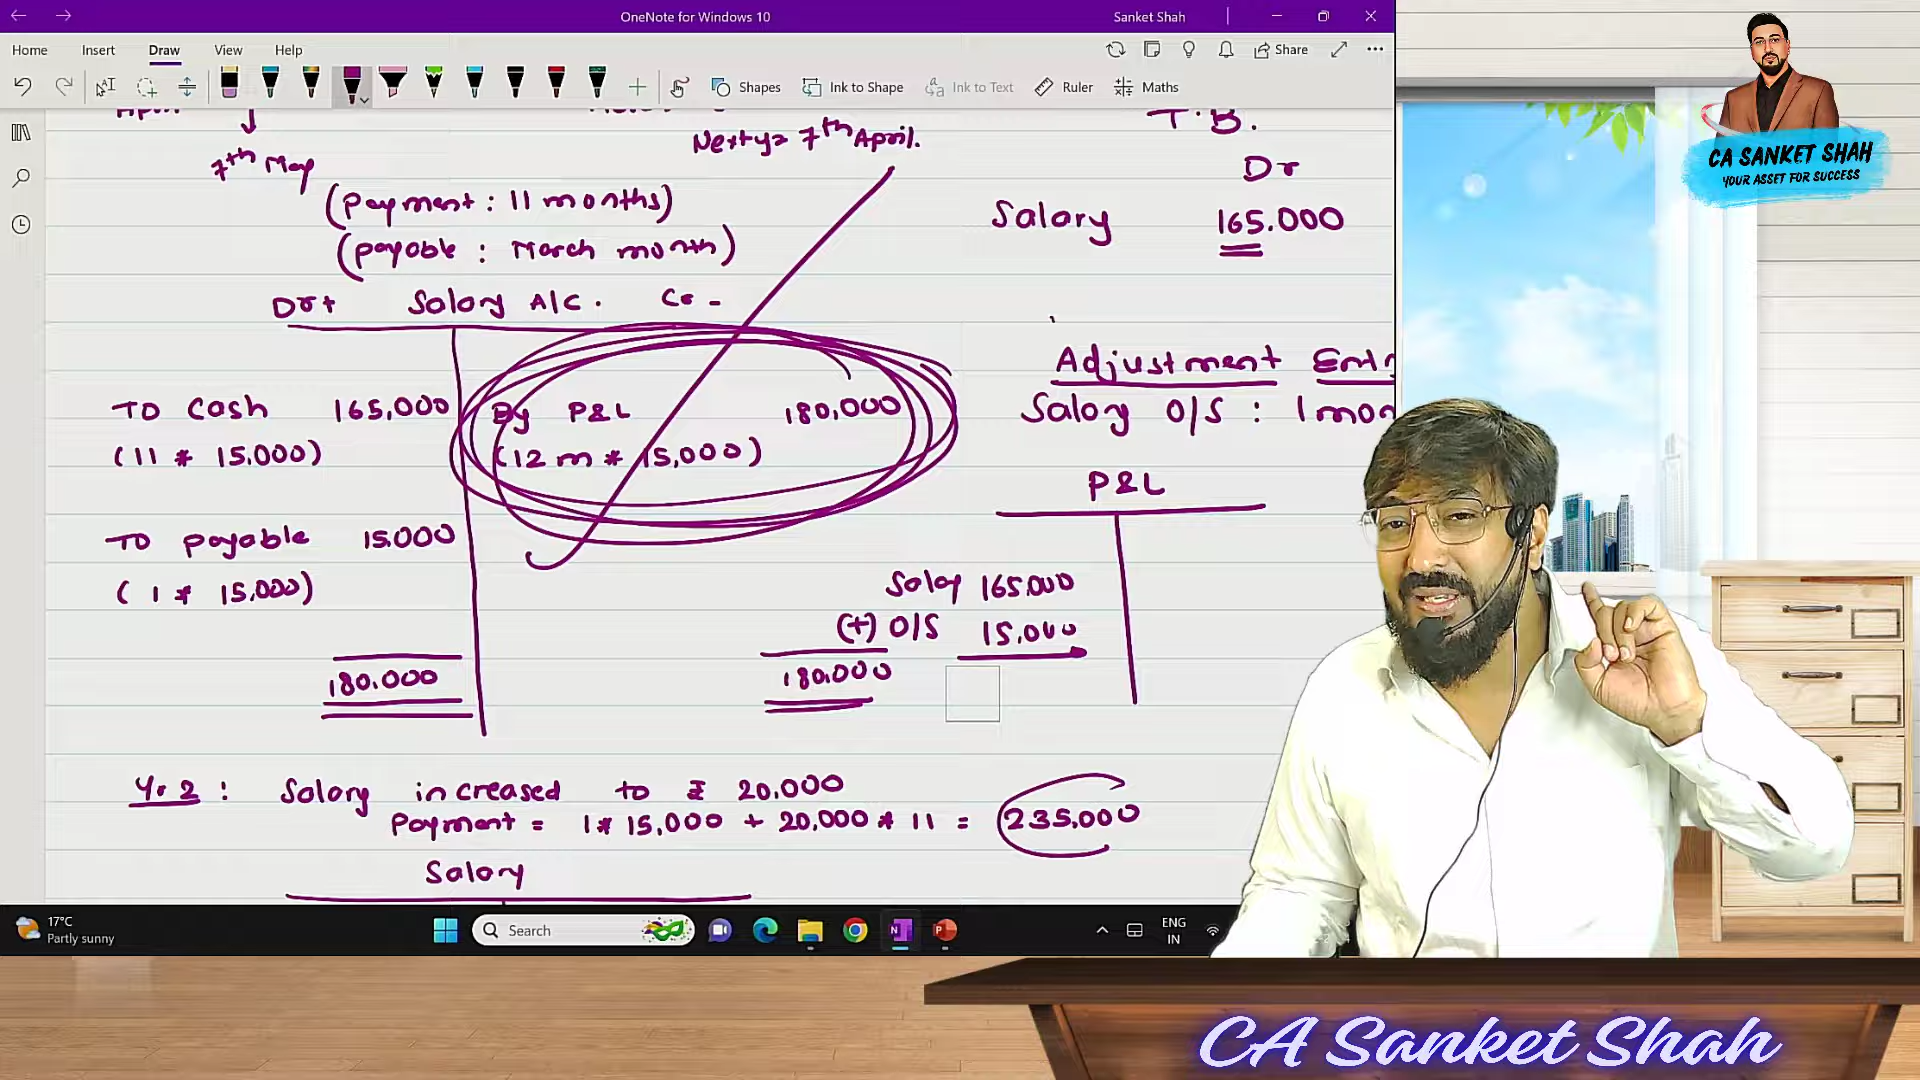 OneNote for Windows 10
Sanket Shah
Home Insert Draw View Help
Share
Shapes Ink to Shape Ink to Text Ruler Maths
April
7th May
Next yr 7th April.
(Payment : 11 months)
(payable : March month)
T.B.
Dr
Salary 165.000
Dr+ Salary A/C. Cr -
To Cash 165,000
(11 * 15.000)
By P&L 180,000
(12 m * 15,000)
To payable 15.000
(1 * 15,000)
180.000
Adjustment Entry
Salary O/S : 1 mon
P&L
Salary 165.000
(+) O/S 15,000
180.000
Yr 2 : Salary increased to ₹ 20.000
Payment = 1* 15,000 + 20,000 * 11 = 235.000
Salary
17°C
Partly sunny
Search
ENG
IN
CA SANKET SHAH
YOUR ASSET FOR SUCCESS
CA Sanket Shah